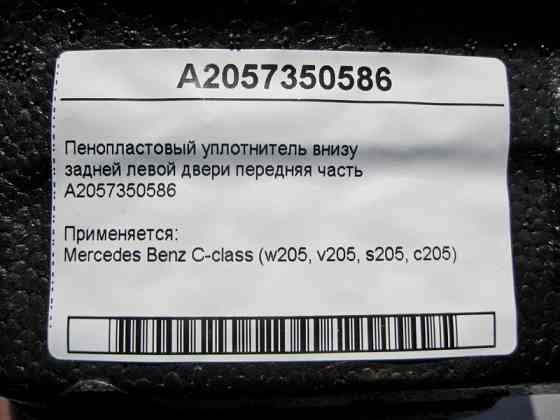 A2057350586
Пенопластовый уплотнитель внизу
задней левой двери передняя часть
A2057350586
Применяется:
Mercedes Benz C-class (w205, v205, s205, c205)